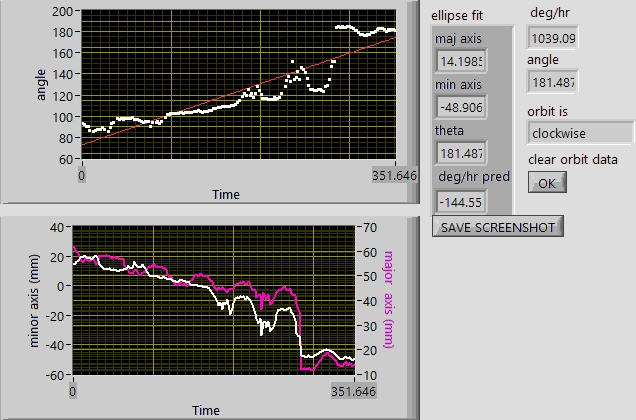 200
180
160
140
120
100
80
60
angle
0
351.646
Time
ellipse fit
maj axis
14.1985
min axis
-48.906
theta
181.487
deg/hr pred
-144.55
deg/hr
1039.09
angle
181.487
orbit is
clockwise
clear orbit data
OK
SAVE SCREENSHOT
40
20
0
-20
-40
-60
minor axis (mm)
70
60
50
40
30
20
10
major axis (mm)
0
351.646
Time